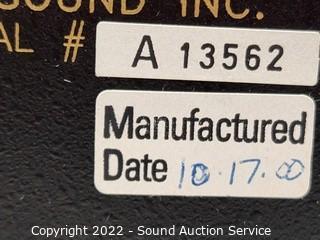 SOUND INC.
AL # A 13562
Manufactured
Date 10.17.00
Copyright 2022 - Sound Auction Service